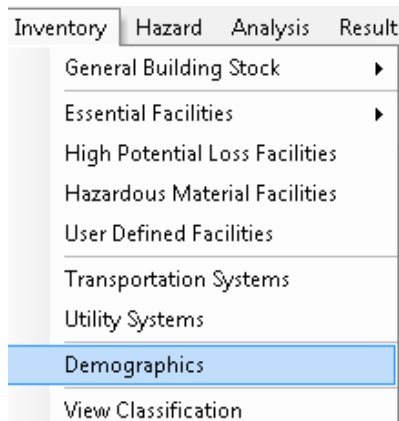 Inventory Hazard Analysis Result
General Building Stock
Essential Facilities
High Potential Loss Facilities
Hazardous Material Facilities
User Defined Facilities
Transportation Systems
Utility Systems
Demographics
View Classification